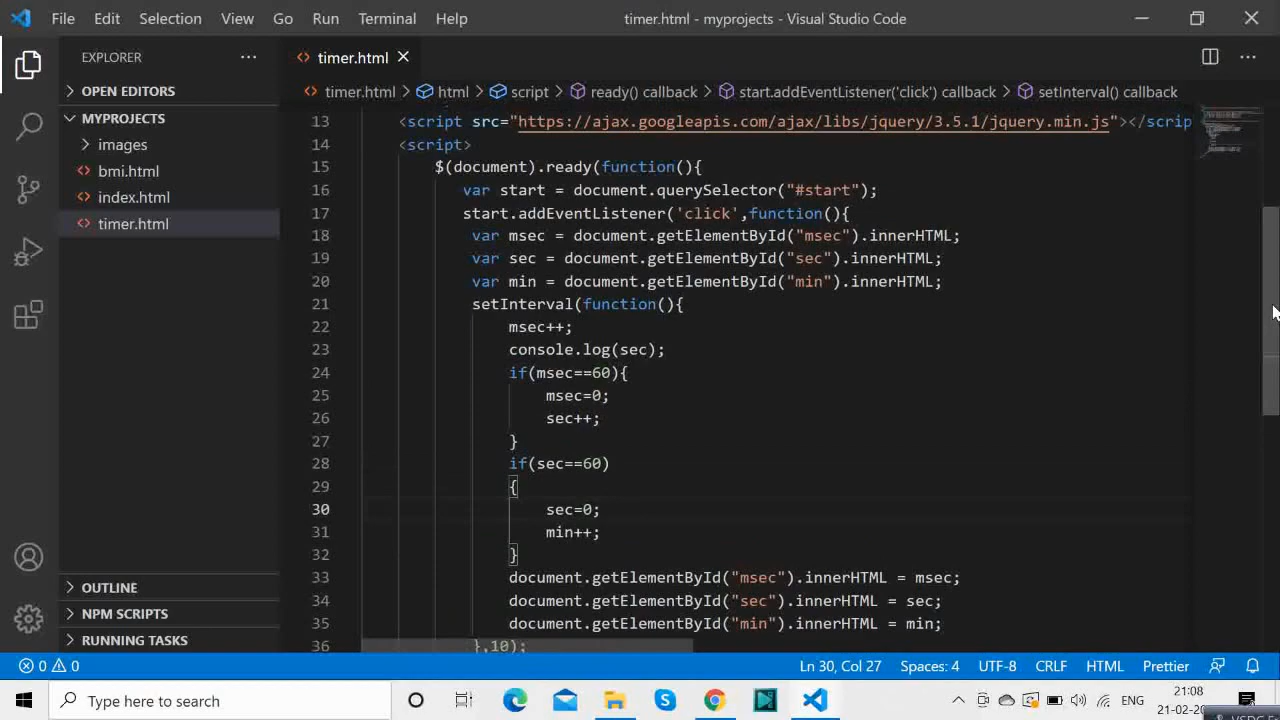 File Edit Selection View Go Run Terminal Help timer.html - myprojects - Visual Studio Code
EXPLORER
OPEN EDITORS
MYPROJECTS
images
bmi.html
index.html
timer.html
OUTLINE
NPM SCRIPTS
RUNNING TASKS
timer.html
timer.html html script ready() callback start.addEventListener('click') callback setInterval() callback
13 <script src="https://ajax.googleapis.com/ajax/libs/jquery/3.5.1/jquery.min.js"></scrip
14 <script>
15 $(document).ready(function(){
16 var start = document.querySelector("#start");
17 start.addEventListener('click',function(){
18 var msec = document.getElementById("msec").innerHTML;
19 var sec = document.getElementById("sec").innerHTML;
20 var min = document.getElementById("min").innerHTML;
21 setInterval(function(){
22 msec++;
23 console.log(sec);
24 if(msec==60){
25 msec=0;
26 sec++;
27 }
28 if(sec==60)
29 {
30 sec=0;
31 min++;
32 }
33 document.getElementById("msec").innerHTML = msec;
34 document.getElementById("sec").innerHTML = sec;
35 document.getElementById("min").innerHTML = min;
36 },10);
0 0 Ln 30, Col 27 Spaces: 4 UTF-8 CRLF HTML Prettier
Type here to search ENG 21:08
21-02-20